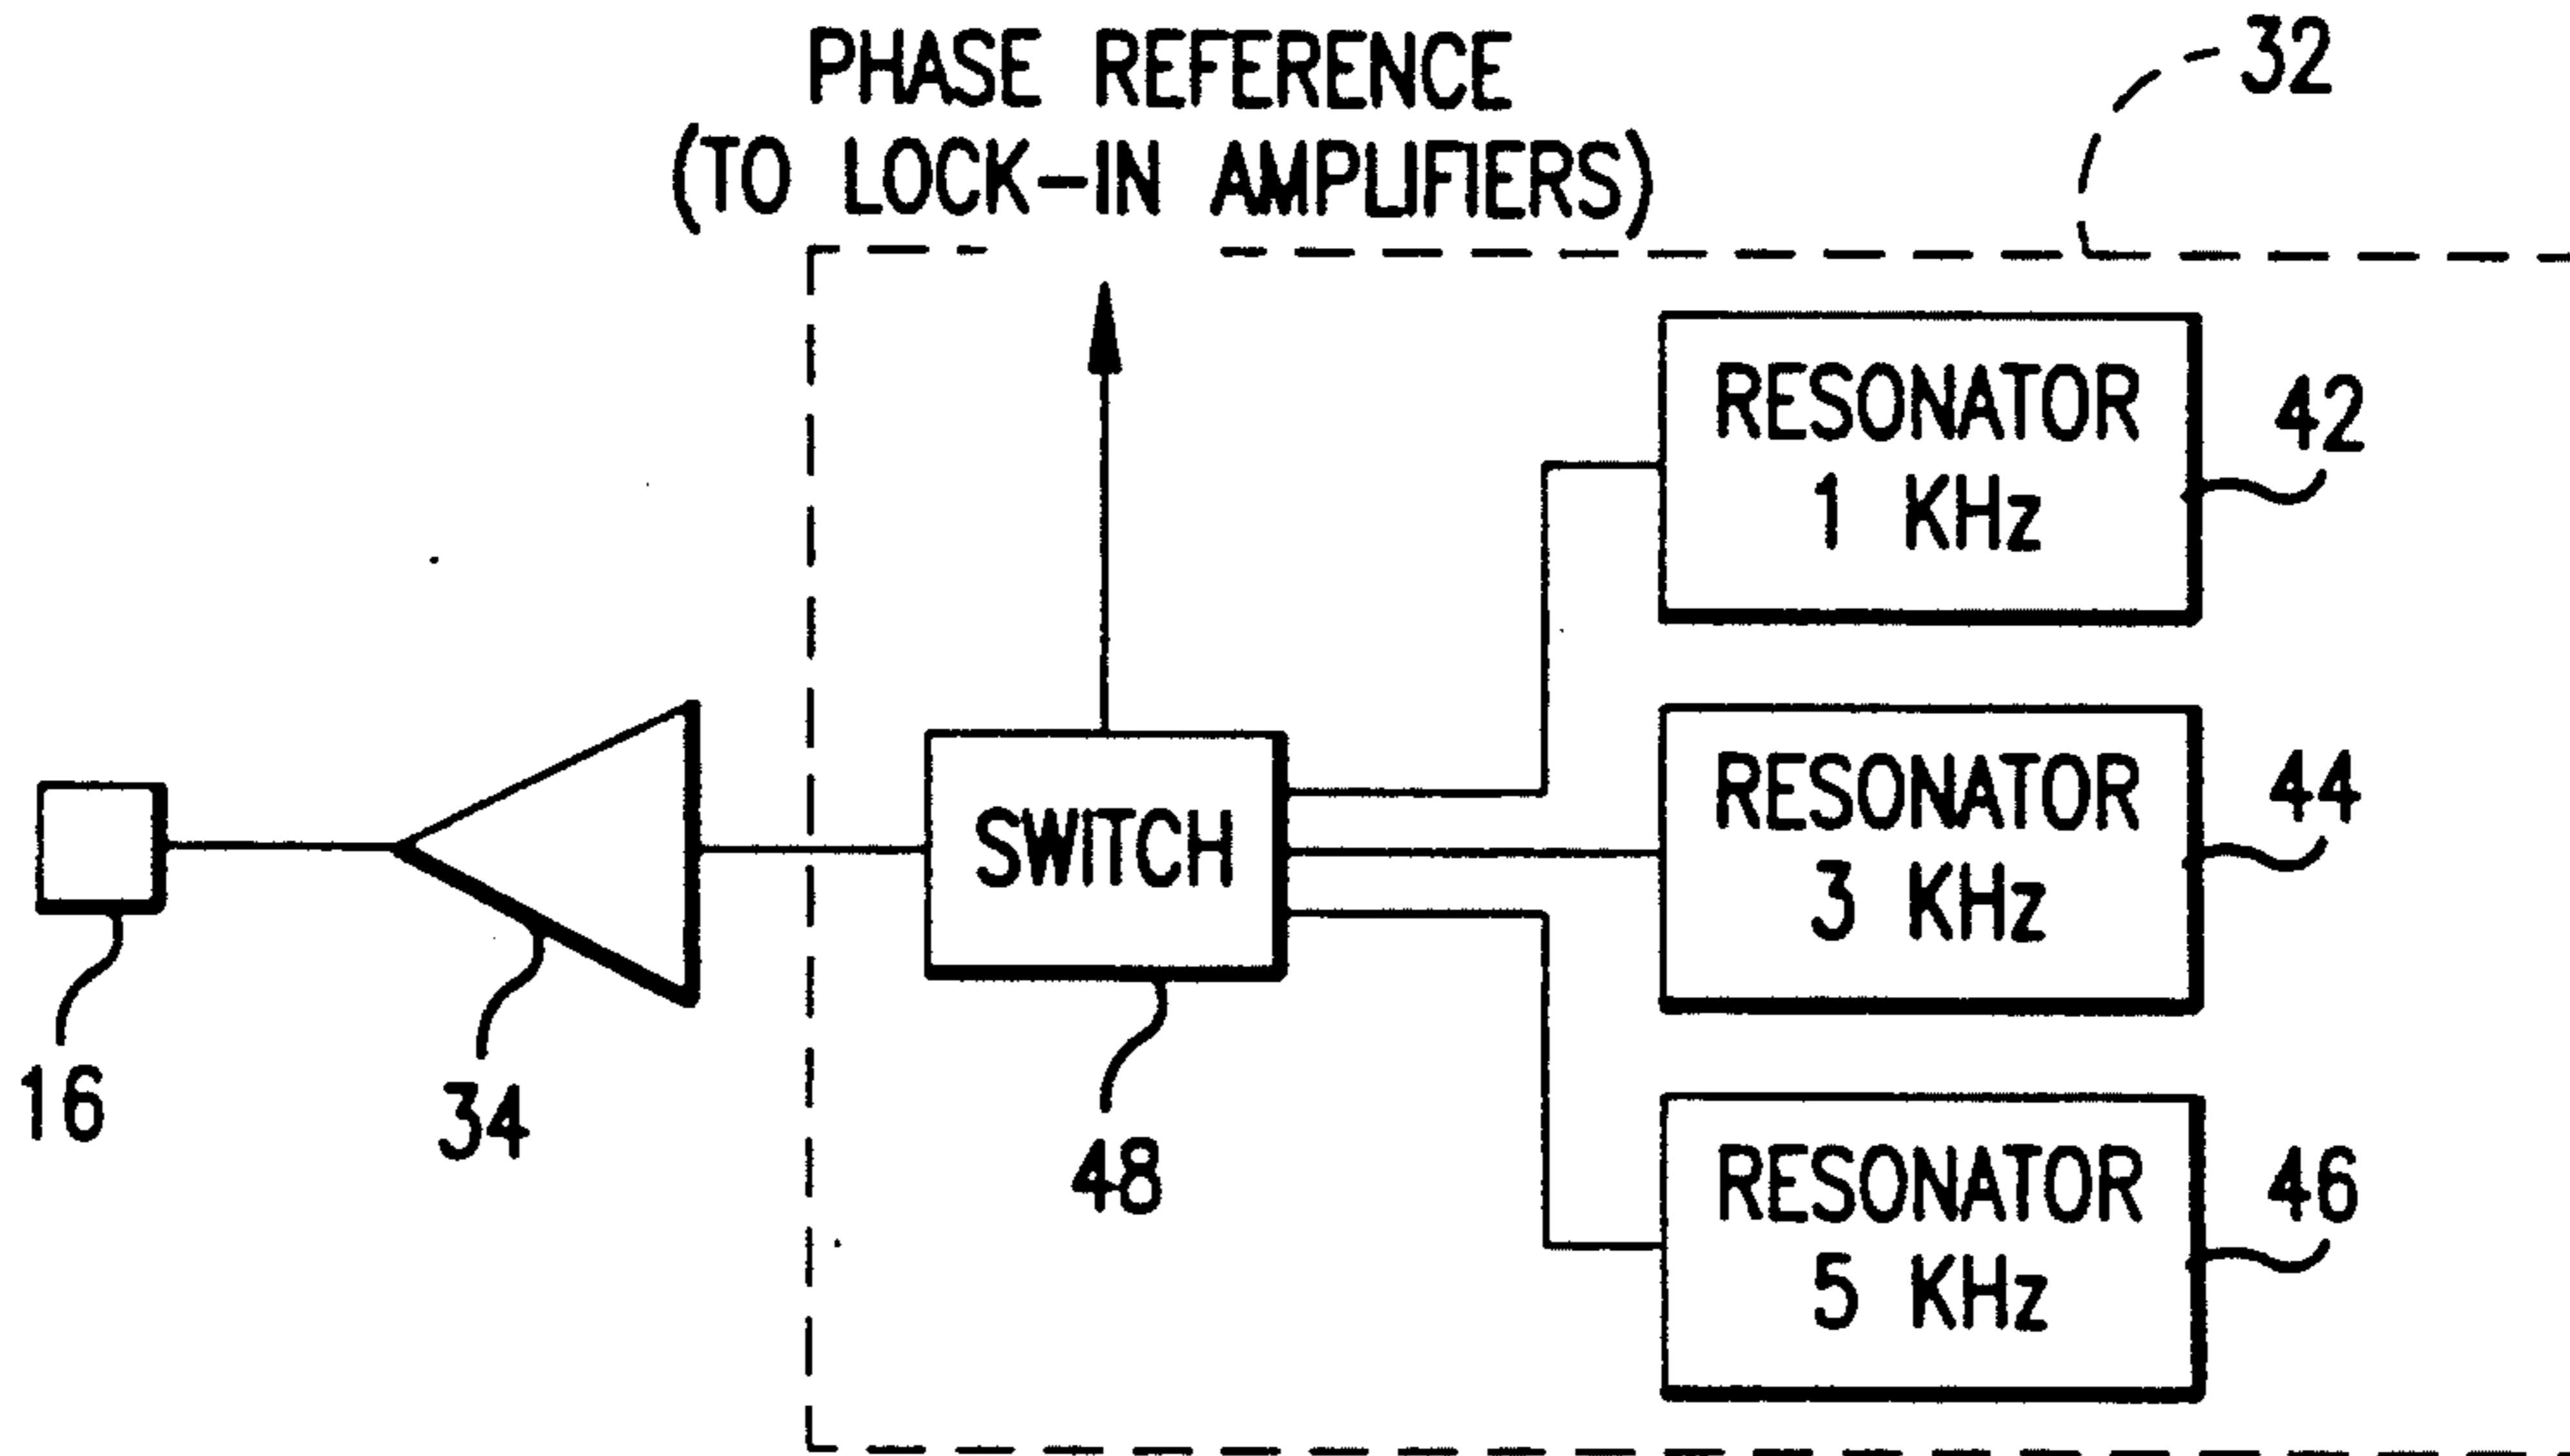 PHASE REFERENCE
(TO LOCK-IN AMPLIFIERS)
32
RESONATOR
1 KHz
42
RESONATOR
3 KHz
44
SWITCH
16
34
48
RESONATOR
5 KHz
46